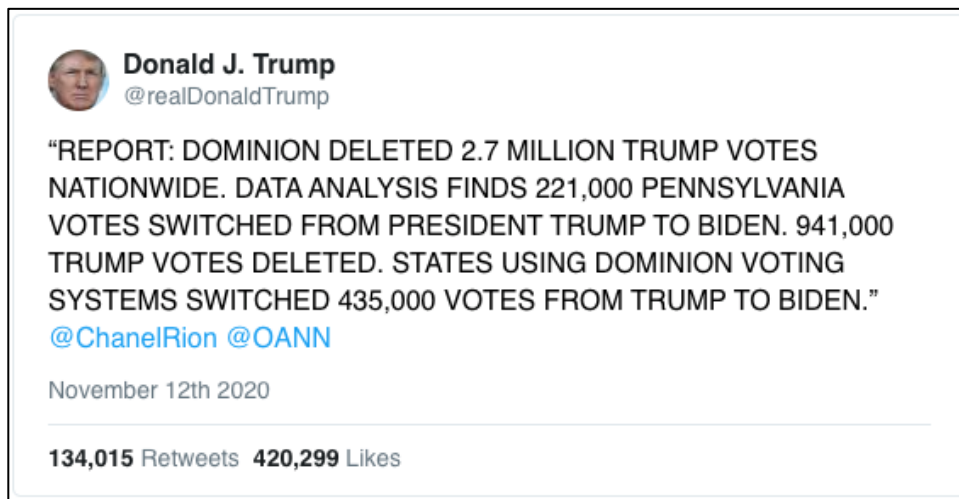 Donald J. Trump
@realDonaldTrump
“REPORT: DOMINION DELETED 2.7 MILLION TRUMP VOTES
NATIONWIDE. DATA ANALYSIS FINDS 221,000 PENNSYLVANIA
VOTES SWITCHED FROM PRESIDENT TRUMP TO BIDEN. 941,000
TRUMP VOTES DELETED. STATES USING DOMINION VOTING
SYSTEMS SWITCHED 435,000 VOTES FROM TRUMP TO BIDEN.”
@ChanelRion @OANN
November 12th 2020
134,015 Retweets 420,299 Likes